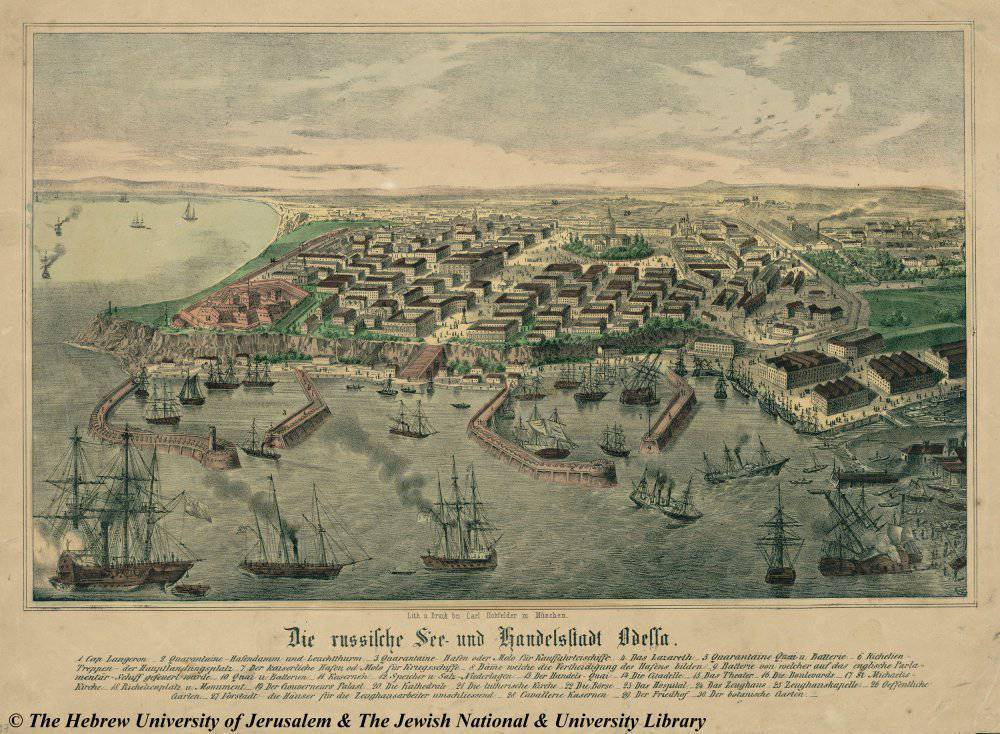 Lith. u. Druck bei Carl Hohfelder in München.
Die russische See- und Handelsstadt Odessa.
1 Cap Langeron. 2 Quarantaine-Hafendamm und Leuchtthurm. 3 Quarantaine-Hafen oder Molo für Kauffahrteischiffe. 4 Das Lazareth. 5 Quarantaine Quai u. Batterie. 6 Richelieu-
Treppen - der Hauptlandungsplatz. 7 Der kaiserliche Hafen od. Molo für Kriegsschiffe. 8 Däme welche die Vertheidigung des Hafens bilden. 9 Batterie von welcher auf das englische Parla-
mentär-Schiff gefeuert wurde. 10 Quai u. Batterien. 11 Kasernen. 12 Speicher u. Salz-Niederlagen. 13 Der Handels-Quai. 14 Die Citadelle. 15 Das Theater. 16 Die Boulevards. 17 St. Michaelis-
Kirche. 18 Richelieuplatz u. Monument. 19 Der Gouverneurs Palast. 20 Die Kathedrale. 21 Die lutherische Kirche. 22 Die Börse. 23 Das Hospital. 24 Das Zeughaus. 25 Zeughauskapelle. 26 Oeffentliche
Gärten. 27 Vorstadt - die Häuser für die Zeughausarbeiter umschliessend. 28 Cavallerie Kasernen. 29 Der Friedhof. 30 Der botanische Garten.
© The Hebrew University of Jerusalem & The Jewish National & University Library